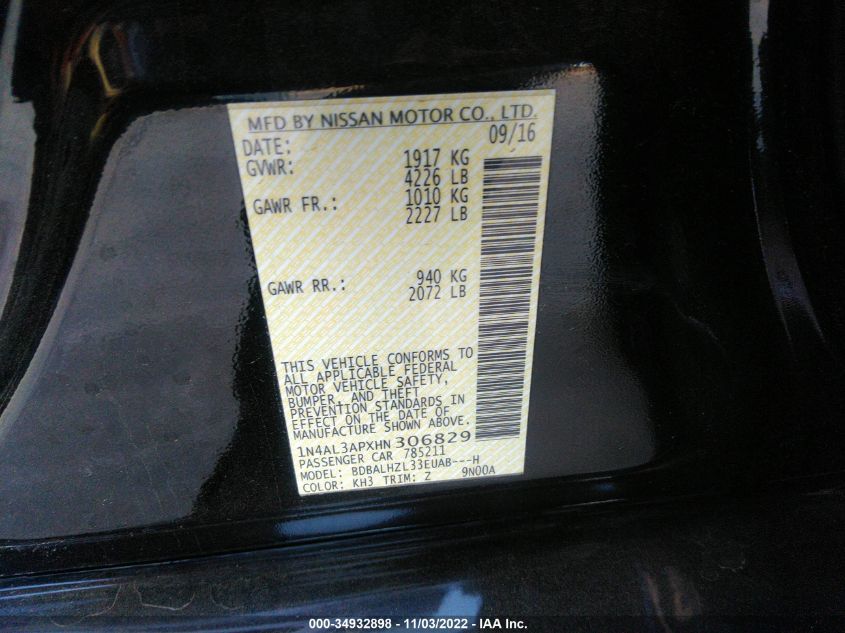 MFD BY NISSAN MOTOR CO., LTD.
DATE: 09/16
GVWR: 1917 KG
4226 LB
GAWR FR.: 1010 KG
2227 LB
GAWR RR.: 940 KG
2072 LB
THIS VEHICLE CONFORMS TO
ALL APPLICABLE FEDERAL
MOTOR VEHICLE SAFETY,
BUMPER, AND THEFT
PREVENTION STANDARDS IN
EFFECT ON THE DATE OF
MANUFACTURE SHOWN ABOVE.
1N4AL3APXHN306829
PASSENGER CAR 785211
MODEL: BDBALHZL33EUAB---H
COLOR: KH3 TRIM: Z 9N00A
000-34932898 - 11/03/2022 - IAA Inc.